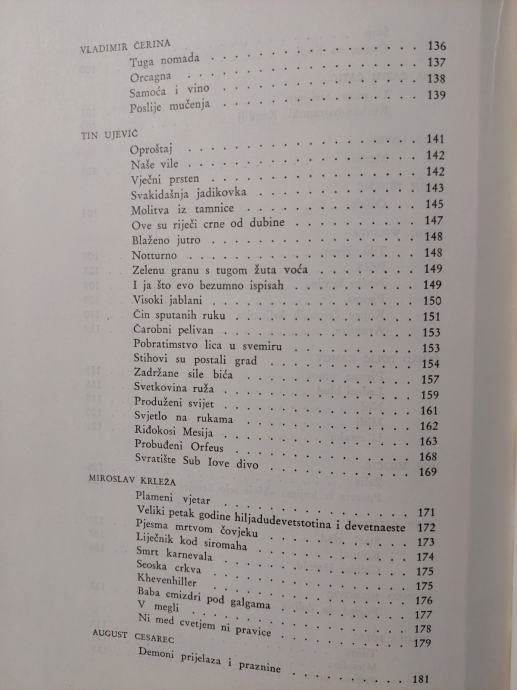 VLADIMIR ČERINA
Tuga nomada . . . . . . . . . . . . . . 136
Orcagna . . . . . . . . . . . . . . 137
Samoća i vino . . . . . . . . . . . . . . 138
Poslije mučenja . . . . . . . . . . . . . . 139
TIN UJEVIĆ
Oproštaj . . . . . . . . . . . . . . 141
Naše vile . . . . . . . . . . . . . . 142
Vječni prsten . . . . . . . . . . . . . . 142
Svakidašnja jadikovka . . . . . . . . . . . . 143
Molitva iz tamnice . . . . . . . . . . . . 145
Ove su riječi crne od dubine . . . . . . . . . . 147
Blaženo jutro . . . . . . . . . . . . . . 148
Notturno . . . . . . . . . . . . . . 148
Zelenu granu s tugom žuta voća . . . . . . . . 149
I ja što evo bezumno ispisah . . . . . . . . . 149
Visoki jablani . . . . . . . . . . . . . . 150
Čin sputanih ruku . . . . . . . . . . . . 151
Čarobni pelivan . . . . . . . . . . . . . 153
Pobratimstvo lica u svemiru . . . . . . . . . . 153
Stihovi su postali grad . . . . . . . . . . . 154
Zadržane sile bića . . . . . . . . . . . . 157
Svetkovina ruža . . . . . . . . . . . . . 159
Produženi svijet . . . . . . . . . . . . . 161
Svjetlo na rukama . . . . . . . . . . . . 162
Riđokosi Mesija . . . . . . . . . . . . . 163
Probuđeni Orfeus . . . . . . . . . . . . 168
Svratište Sub Iove divo . . . . . . . . . . . 169
MIROSLAV KRLEŽA
Plameni vjetar . . . . . . . . . . . . . 171
Veliki petak godine hiljadudevetstotina i devetnaeste 172
Pjesma mrtvom čovjeku . . . . . . . . . . 173
Liječnik kod siromaha . . . . . . . . . . . 174
Smrt karnevala . . . . . . . . . . . . . 175
Seoska crkva . . . . . . . . . . . . . . 175
Khevenhiller . . . . . . . . . . . . . . 176
Baba cmizdri pod galgama . . . . . . . . . . 177
V megli . . . . . . . . . . . . . . 178
Ni med cvetjem ni pravice . . . . . . . . . . 179
AUGUST CESAREC
Demoni prijelaza i praznine . . . . . . . . . . 181